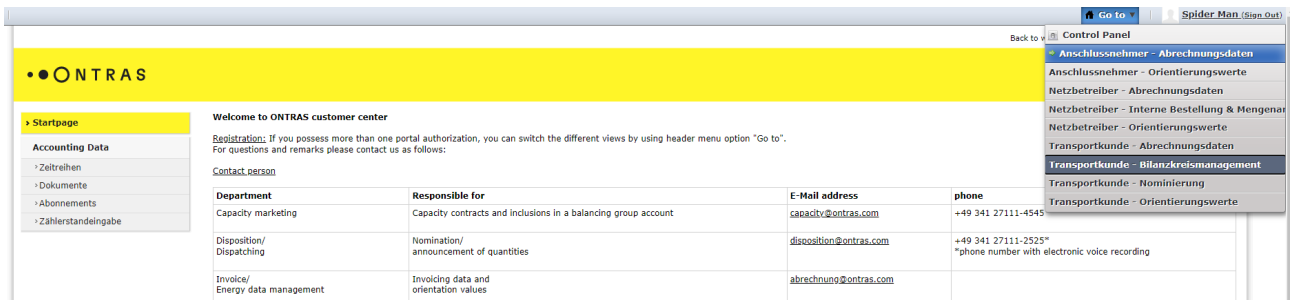 Go to
Spider Man (Sign Out)
Back to
Control Panel
Anschlussnehmer - Abrechnungsdaten
Anschlussnehmer - Orientierungswerte
Netzbetreiber - Abrechnungsdaten
Netzbetreiber - Interne Bestellung & Mengenan
Netzbetreiber - Orientierungswerte
Transportkunde - Abrechnungsdaten
Transportkunde - Bilanzkreismanagement
Transportkunde - Nominierung
Transportkunde - Orientierungswerte
ONTRAS
› Startpage
Accounting Data
› Zeitreihen
› Dokumente
› Abonnements
› Zählerstandeingabe
Welcome to ONTRAS customer center
Registration: If you possess more than one portal authorization, you can switch the different views by using header menu option "Go to".
For questions and remarks please contact us as follows:
Contact person
Department Responsible for E-Mail address phone
Capacity marketing Capacity contracts and inclusions in a balancing group account capacity@ontras.com +49 341 27111-4545
Disposition/ Nomination/ disposition@ontras.com +49 341 27111-2525*
Dispatching announcement of quantities *phone number with electronic voice recording
Invoice/ Invoicing data and abrechnung@ontras.com
Energy data management orientation values